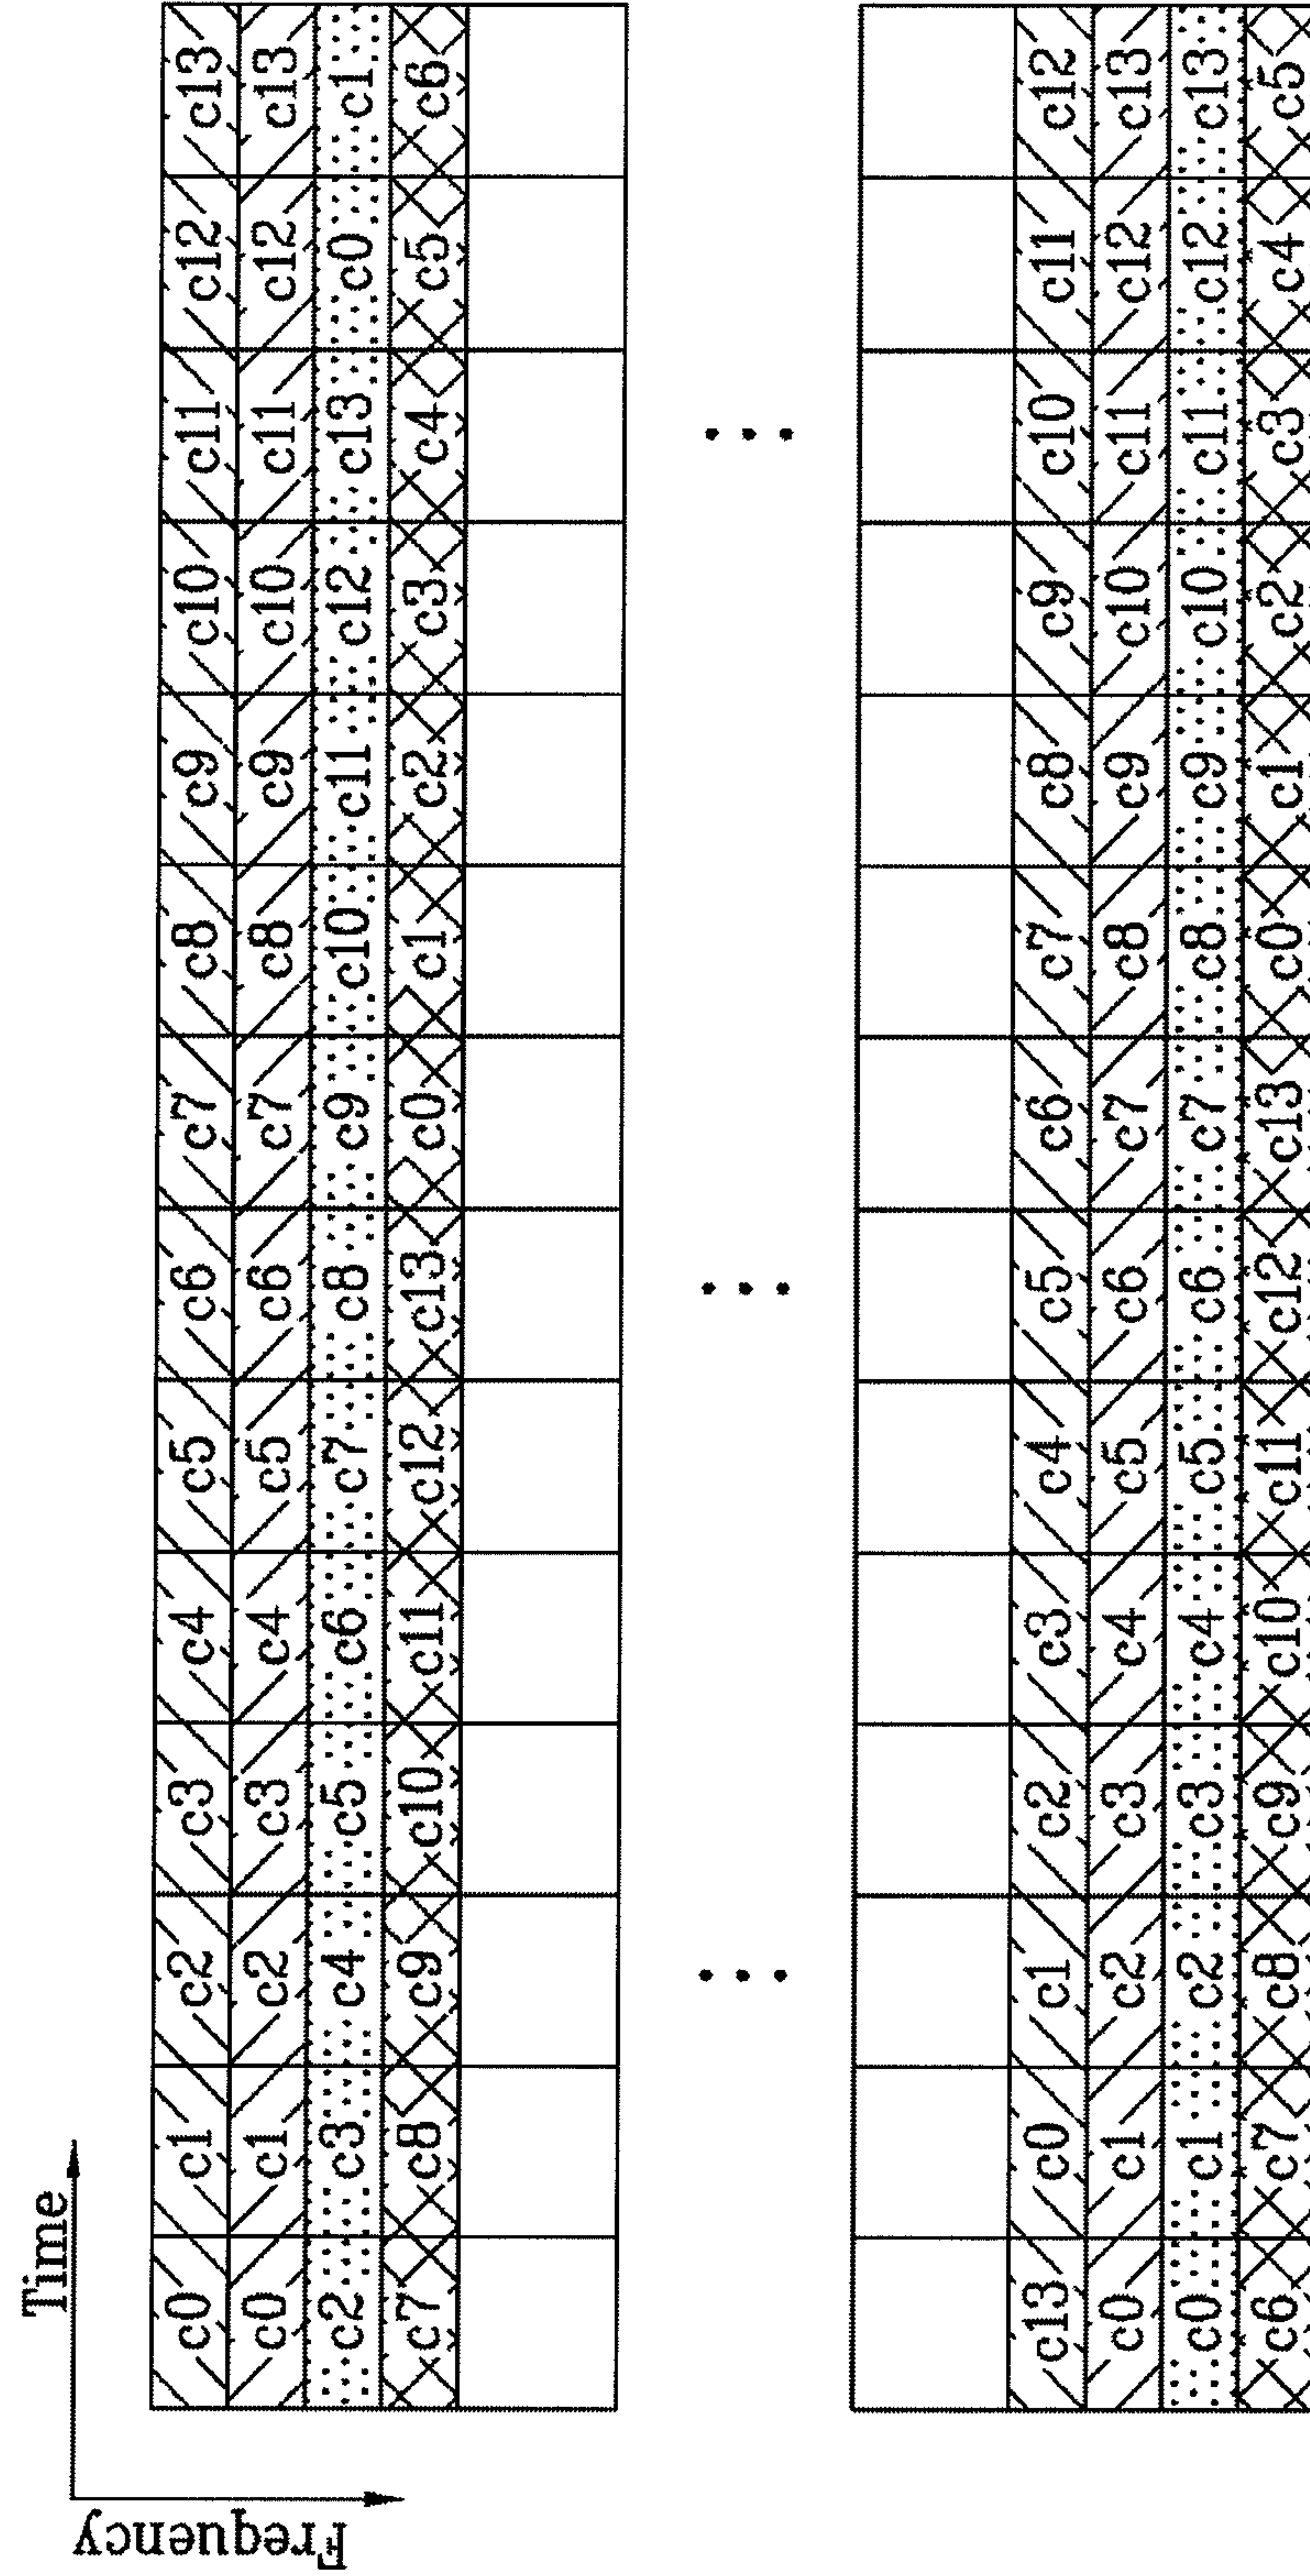 Time
Frequency
c0 c1 c2 c3 c4 c5 c6 c7 c8 c9 c10 c11 c12 c13
c0 c1 c2 c3 c4 c5 c6 c7 c8 c9 c10 c11 c12 c13
c2 c3 c4 c5 c6 c7 c8 c9 c10 c11 c12 c13 c0 c1
c7 c8 c9 c10 c11 c12 c13 c0 c1 c2 c3 c4 c5 c6
c13 c0 c1 c2 c3 c4 c5 c6 c7 c8 c9 c10 c11 c12
c0 c1 c2 c3 c4 c5 c6 c7 c8 c9 c10 c11 c12 c13
c0 c1 c2 c3 c4 c5 c6 c7 c8 c9 c10 c11 c12 c13
c6 c7 c8 c9 c10 c11 c12 c13 c0 c1 c2 c3 c4 c5